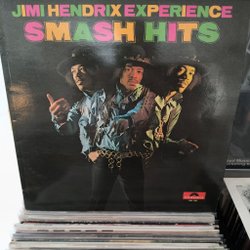 JIMI HENDRIX EXPERIENCE
SMASH HITS